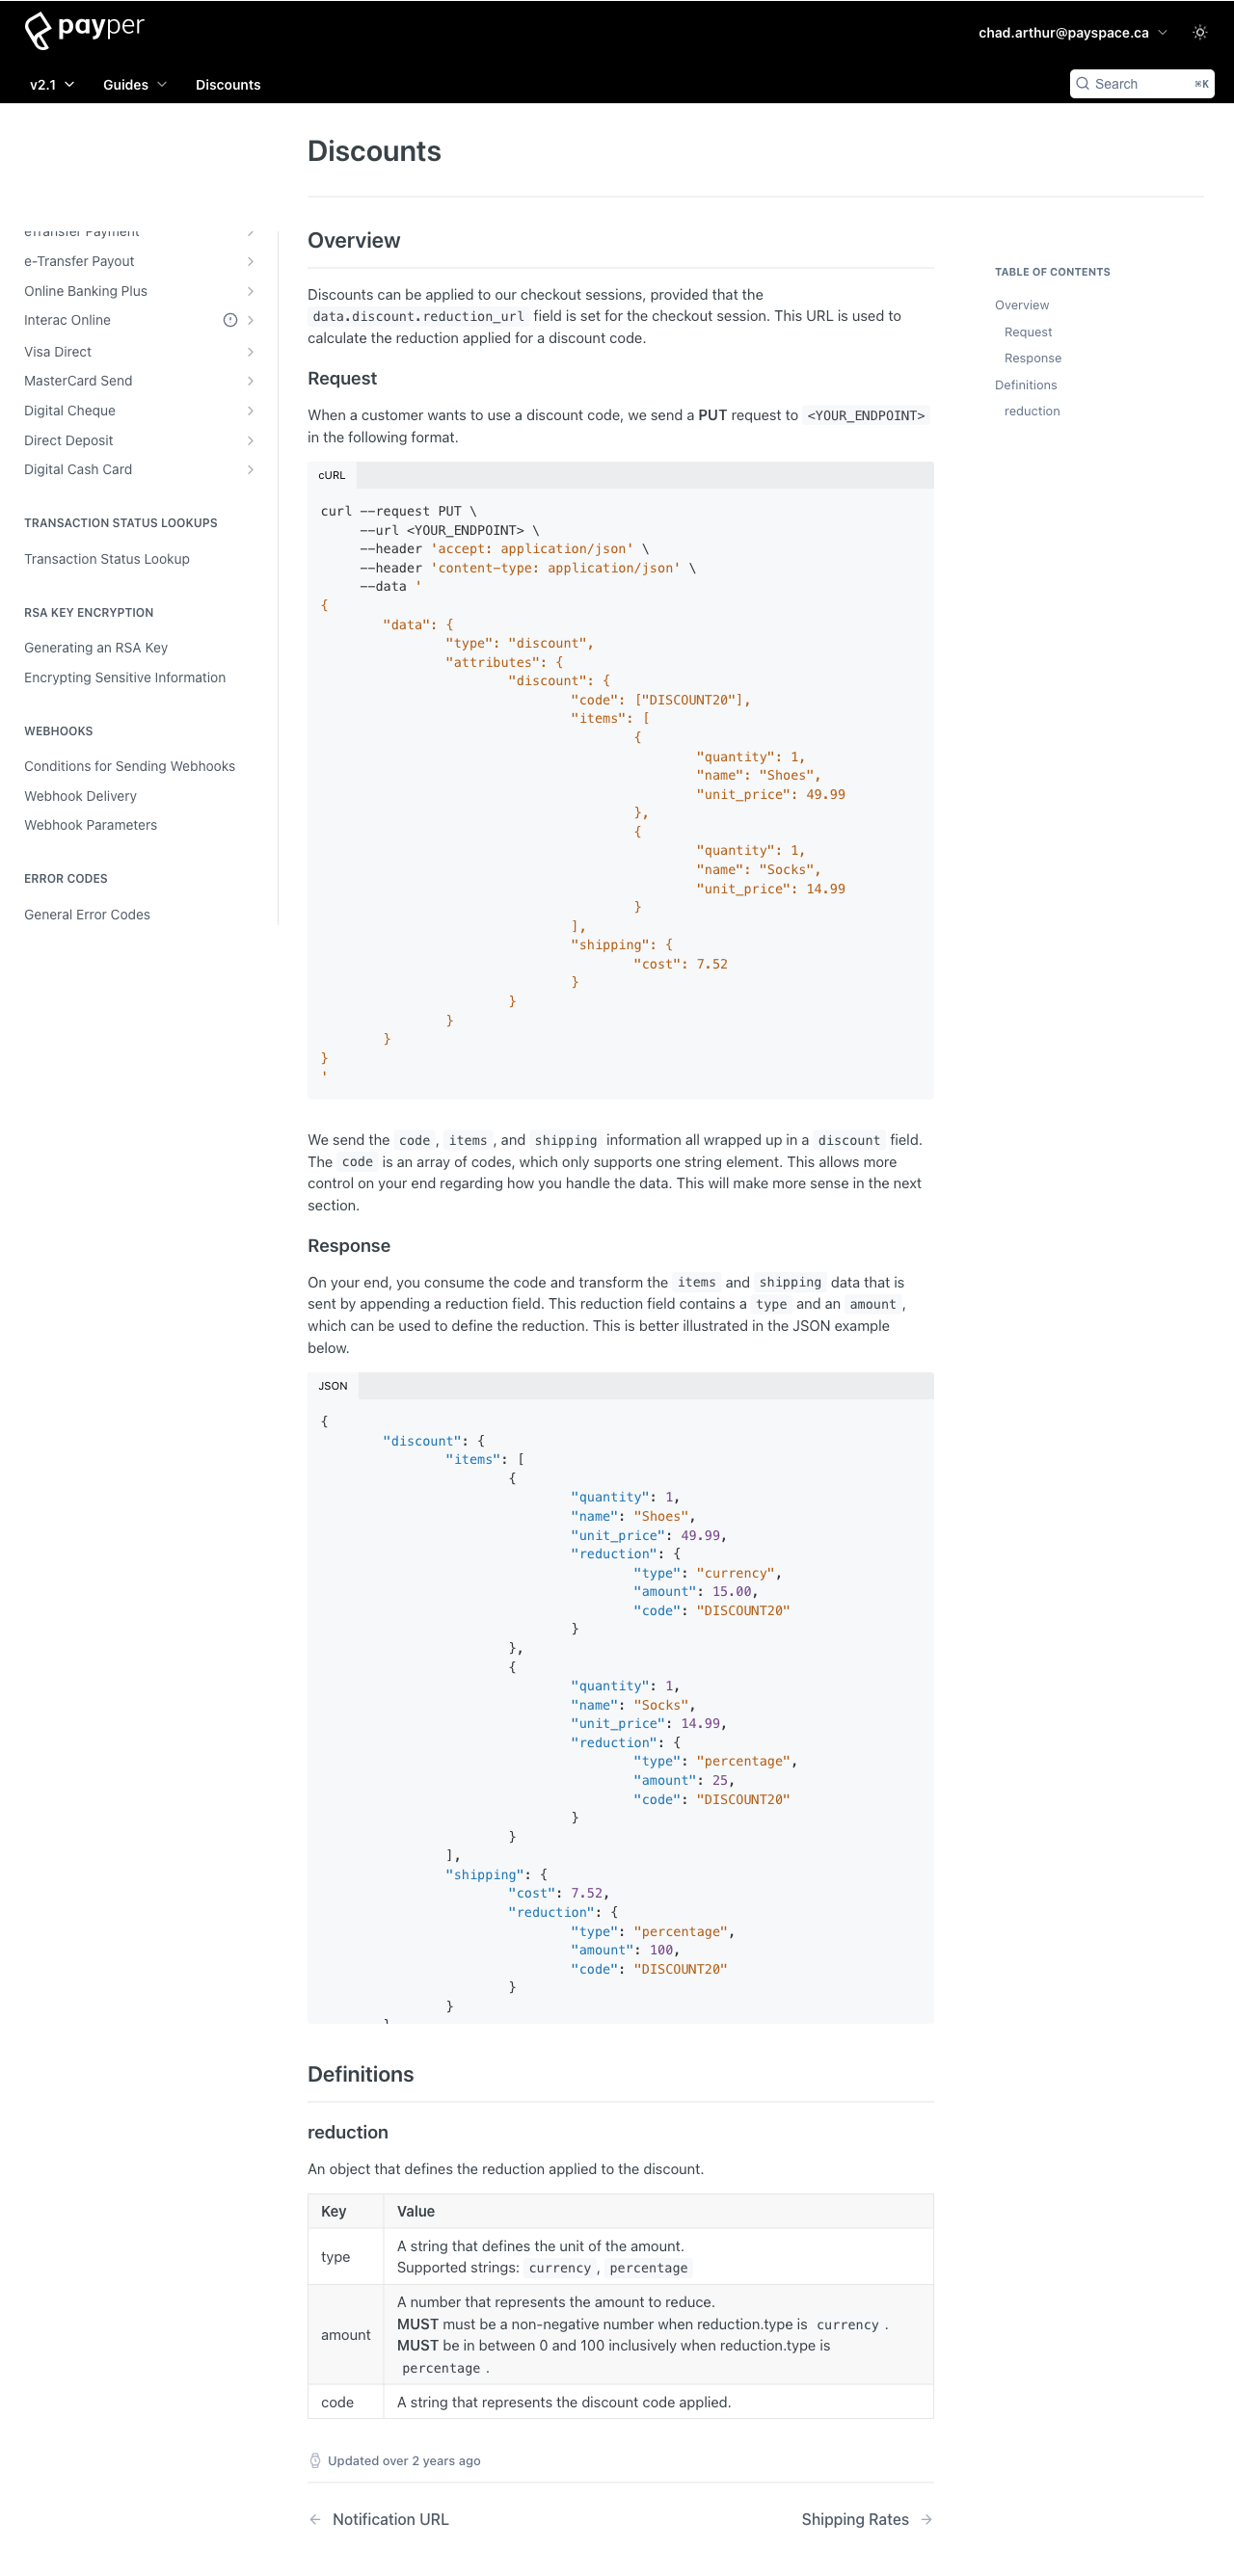 payper
chad.arthur@payspace.ca
v2.1 Guides Discounts
Search ⌘K
Discounts
eTransfer Payment
e-Transfer Payout
Online Banking Plus
Interac Online
Visa Direct
MasterCard Send
Digital Cheque
Direct Deposit
Digital Cash Card
TRANSACTION STATUS LOOKUPS
Transaction Status Lookup
RSA KEY ENCRYPTION
Generating an RSA Key
Encrypting Sensitive Information
WEBHOOKS
Conditions for Sending Webhooks
Webhook Delivery
Webhook Parameters
ERROR CODES
General Error Codes
Overview
Discounts can be applied to our checkout sessions, provided that the
data.discount.reduction_url field is set for the checkout session. This URL is used to
calculate the reduction applied for a discount code.
Request
When a customer wants to use a discount code, we send a PUT request to <YOUR_ENDPOINT>
in the following format.
cURL
curl --request PUT \
     --url <YOUR_ENDPOINT> \
     --header 'accept: application/json' \
     --header 'content-type: application/json' \
     --data '
{
        "data": {
                "type": "discount",
                "attributes": {
                        "discount": {
                                "code": ["DISCOUNT20"],
                                "items": [
                                        {
                                                "quantity": 1,
                                                "name": "Shoes",
                                                "unit_price": 49.99
                                        },
                                        {
                                                "quantity": 1,
                                                "name": "Socks",
                                                "unit_price": 14.99
                                        }
                                ],
                                "shipping": {
                                        "cost": 7.52
                                }
                        }
                }
        }
}
'
We send the code, items, and shipping information all wrapped up in a discount field.
The code is an array of codes, which only supports one string element. This allows more
control on your end regarding how you handle the data. This will make more sense in the next
section.
Response
On your end, you consume the code and transform the items and shipping data that is
sent by appending a reduction field. This reduction field contains a type and an amount,
which can be used to define the reduction. This is better illustrated in the JSON example
below.
JSON
{
        "discount": {
                "items": [
                        {
                                "quantity": 1,
                                "name": "Shoes",
                                "unit_price": 49.99,
                                "reduction": {
                                        "type": "currency",
                                        "amount": 15.00,
                                        "code": "DISCOUNT20"
                                }
                        },
                        {
                                "quantity": 1,
                                "name": "Socks",
                                "unit_price": 14.99,
                                "reduction": {
                                        "type": "percentage",
                                        "amount": 25,
                                        "code": "DISCOUNT20"
                                }
                        }
                ],
                "shipping": {
                        "cost": 7.52,
                        "reduction": {
                                "type": "percentage",
                                "amount": 100,
                                "code": "DISCOUNT20"
                        }
                }
        }
Definitions
reduction
An object that defines the reduction applied to the discount.
Key Value
type
A string that defines the unit of the amount.
Supported strings: currency, percentage
amount
A number that represents the amount to reduce.
MUST must be a non-negative number when reduction.type is currency.
MUST be in between 0 and 100 inclusively when reduction.type is
percentage.
code A string that represents the discount code applied.
Updated over 2 years ago
← Notification URL Shipping Rates →
TABLE OF CONTENTS
Overview
Request
Response
Definitions
reduction